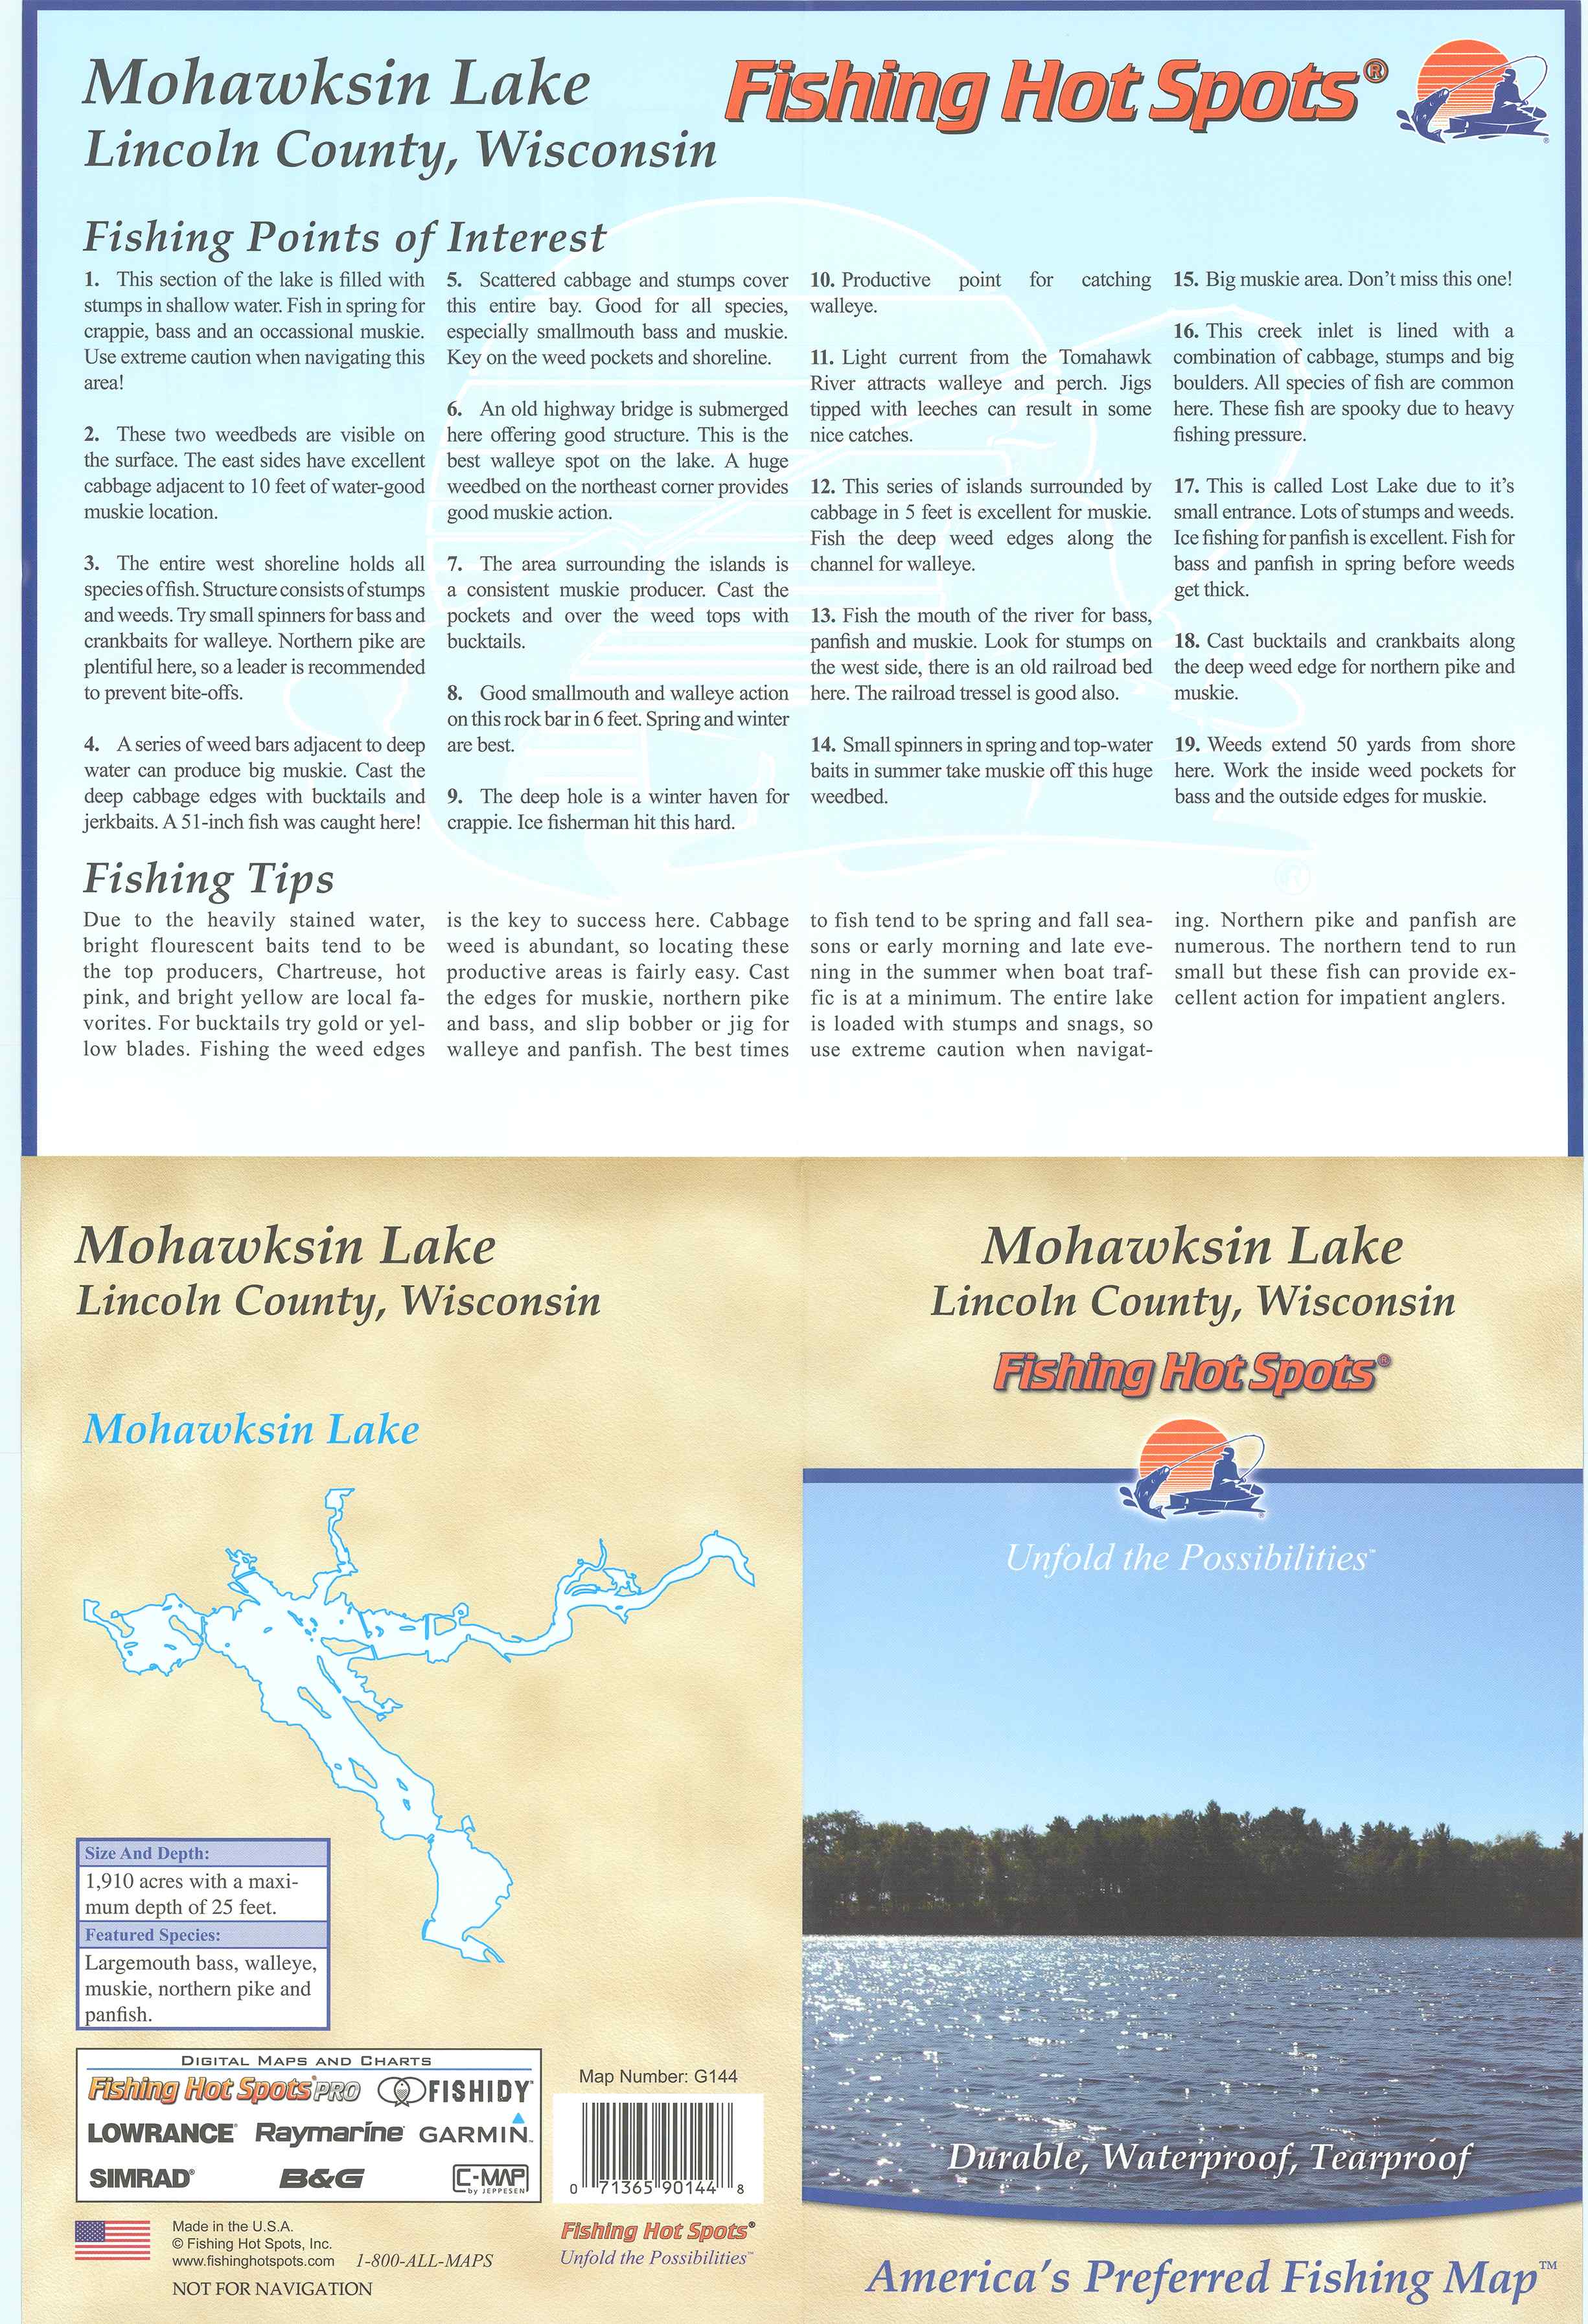 Mohawksin Lake
Lincoln County, Wisconsin
Fishing Hot Spots®
Fishing Points of Interest
1. This section of the lake is filled with
stumps in shallow water. Fish in spring for
crappie, bass and an occassional muskie.
Use extreme caution when navigating this
area!
2. These two weedbeds are visible on
the surface. The east sides have excellent
cabbage adjacent to 10 feet of water-good
muskie location.
3. The entire west shoreline holds all
species of fish. Structure consists of stumps
and weeds. Try small spinners for bass and
crankbaits for walleye. Northern pike are
plentiful here, so a leader is recommended
to prevent bite-offs.
4. A series of weed bars adjacent to deep
water can produce big muskie. Cast the
deep cabbage edges with bucktails and
jerkbaits. A 51-inch fish was caught here!
5. Scattered cabbage and stumps cover
this entire bay. Good for all species,
especially smallmouth bass and muskie.
Key on the weed pockets and shoreline.
6. An old highway bridge is submerged
here offering good structure. This is the
best walleye spot on the lake. A huge
weedbed on the northeast corner provides
good muskie action.
7. The area surrounding the islands is
a consistent muskie producer. Cast the
pockets and over the weed tops with
bucktails.
8. Good smallmouth and walleye action
on this rock bar in 6 feet. Spring and winter
are best.
9. The deep hole is a winter haven for
crappie. Ice fisherman hit this hard.
10. Productive point for catching
walleye.
11. Light current from the Tomahawk
River attracts walleye and perch. Jigs
tipped with leeches can result in some
nice catches.
12. This series of islands surrounded by
cabbage in 5 feet is excellent for muskie.
Fish the deep weed edges along the
channel for walleye.
13. Fish the mouth of the river for bass,
panfish and muskie. Look for stumps on
the west side, there is an old railroad bed
here. The railroad tressel is good also.
14. Small spinners in spring and top-water
baits in summer take muskie off this huge
weedbed.
15. Big muskie area. Don't miss this one!
16. This creek inlet is lined with a
combination of cabbage, stumps and big
boulders. All species of fish are common
here. These fish are spooky due to heavy
fishing pressure.
17. This is called Lost Lake due to it's
small entrance. Lots of stumps and weeds.
Ice fishing for panfish is excellent. Fish for
bass and panfish in spring before weeds
get thick.
18. Cast bucktails and crankbaits along
the deep weed edge for northern pike and
muskie.
19. Weeds extend 50 yards from shore
here. Work the inside weed pockets for
bass and the outside edges for muskie.
Fishing Tips
Due to the heavily stained water,
bright flourescent baits tend to be
the top producers, Chartreuse, hot
pink, and bright yellow are local fa-
vorites. For bucktails try gold or yel-
low blades. Fishing the weed edges
is the key to success here. Cabbage
weed is abundant, so locating these
productive areas is fairly easy. Cast
the edges for muskie, northern pike
and bass, and slip bobber or jig for
walleye and panfish. The best times
to fish tend to be spring and fall sea-
sons or early morning and late eve-
ning in the summer when boat traf-
fic is at a minimum. The entire lake
is loaded with stumps and snags, so
use extreme caution when navigat-
ing. Northern pike and panfish are
numerous. The northern tend to run
small but these fish can provide ex-
cellent action for impatient anglers.
Mohawksin Lake
Lincoln County, Wisconsin
Mohawksin Lake
Size And Depth:
1,910 acres with a maxi-
mum depth of 25 feet.
Featured Species:
Largemouth bass, walleye,
muskie, northern pike and
panfish.
DIGITAL MAPS AND CHARTS
Fishing Hot Spots® PRO FISHIDY
LOWRANCE® Raymarine GARMIN
SIMRAD® B&G C-MAP
by JEPPESEN
Map Number: G144
0 71365 90144 8
Made in the U.S.A.
© Fishing Hot Spots, Inc.
www.fishinghotspots.com 1-800-ALL-MAPS
NOT FOR NAVIGATION
Fishing Hot Spots®
Unfold the Possibilities™
Mohawksin Lake
Lincoln County, Wisconsin
Fishing Hot Spots®
Unfold the Possibilities™
Durable, Waterproof, Tearproof
America's Preferred Fishing Map™